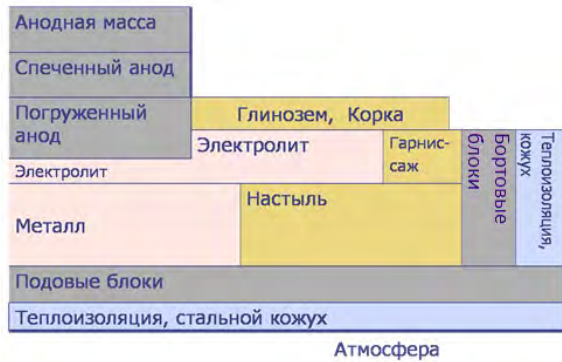 Анодная масса
Спеченный анод
Погруженный
анод
Глинозем, Корка
Электролит
Гарнис-
саж
Электролит
Бортовые
блоки
Теплоизоляция,
кожух
Металл
Настыль
Подовые блоки
Теплоизоляция, стальной кожух
Атмосфера